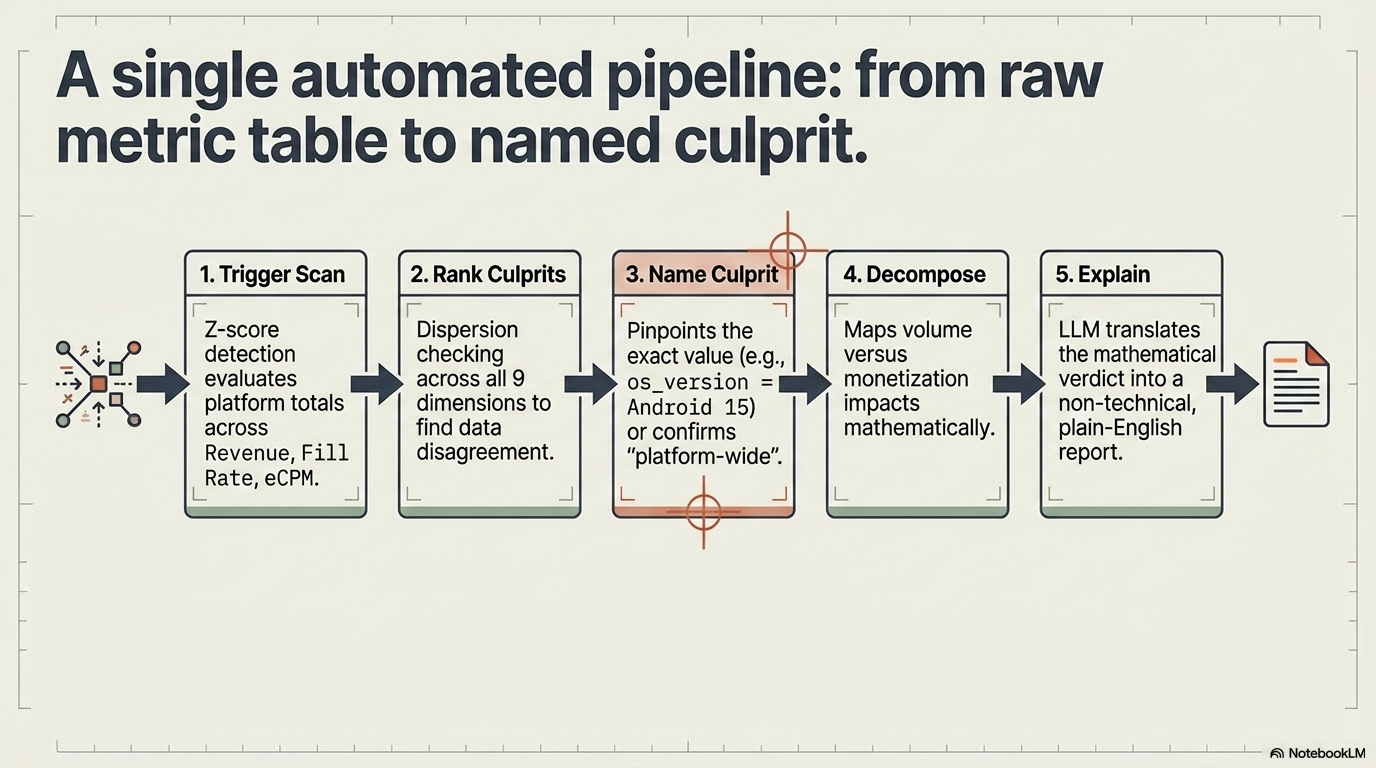 A single automated pipeline: from raw
metric table to named culprit.
1. Trigger Scan
Z-score
detection
evaluates
platform totals
across
Revenue, Fill
Rate, eCPM.
2. Rank Culprits
Dispersion
checking
across all 9
dimensions to
find data
disagreement.
3. Name Culprit
Pinpoints the
exact value (e.g.,
os_version =
Android 15)
or confirms
“platform-wide”.
4. Decompose
Maps volume
versus
monetization
impacts
mathematically.
5. Explain
LLM translates
the mathematical
verdict into a
non-technical,
plain-English
report.
NotebookLM